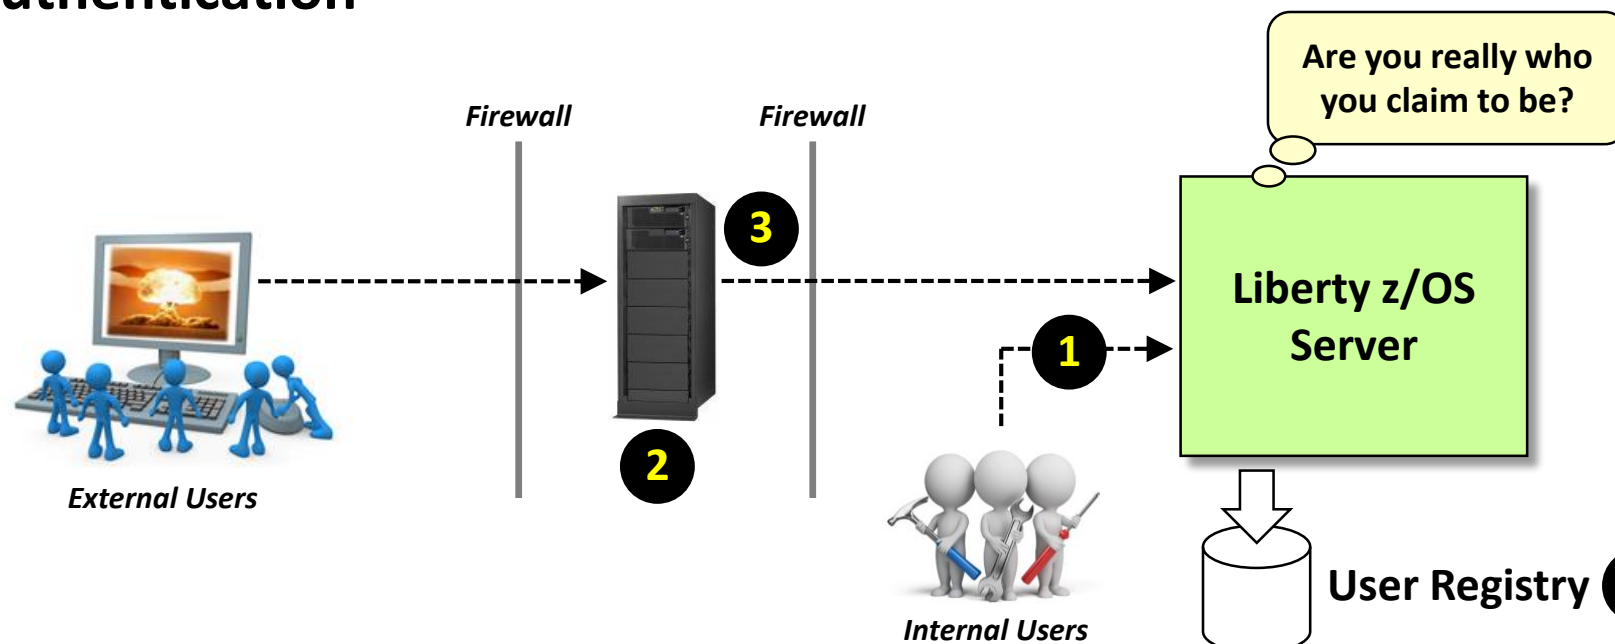 Are you really who
you claim to be?
Firewall
Firewall
3
Liberty z/OS
Server
1
2
External Users
User Registry
Internal Users